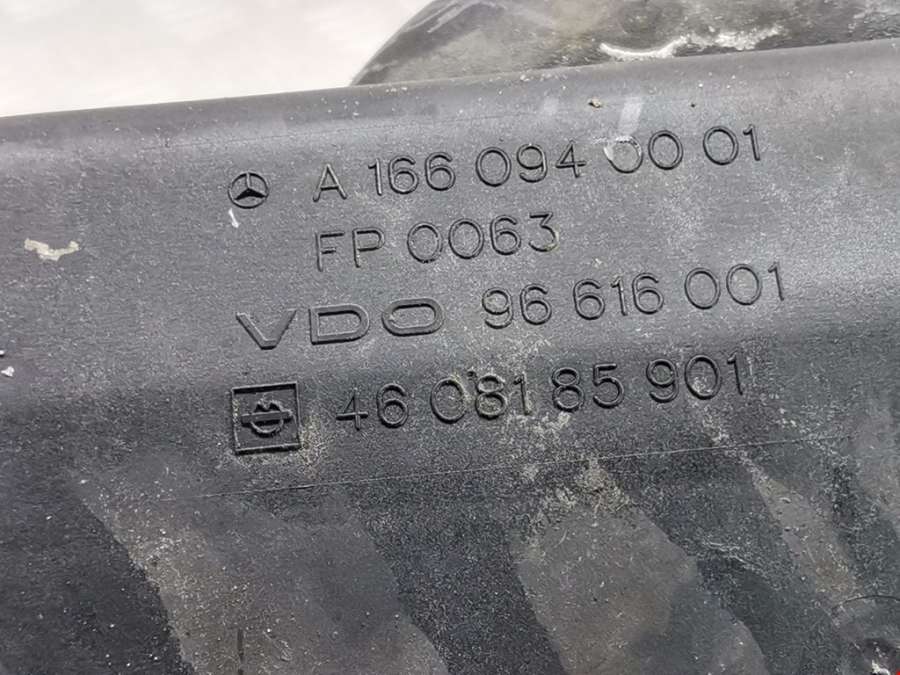 A 166 094 00 01
FP 0063
VDO 96 616 001
46 081 85 901